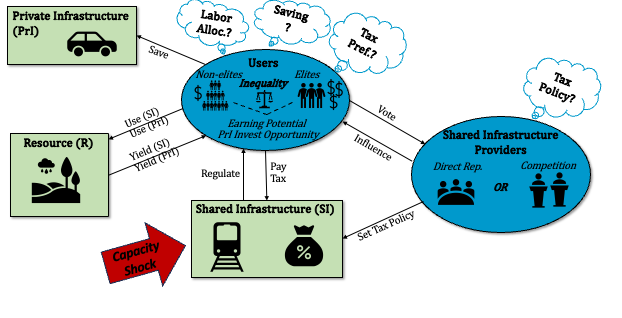 Private Infrastructure
(PrI)
Labor
Alloc.?
Saving
?
Tax
Pref.?
Tax
Policy?
Save
Users
Non-elites
Elites
Inequality
$
$$
$
Earning Potential
PrI Invest Opportunity
Vote
Influence
Shared Infrastructure
Providers
Direct Rep.
Competition
OR
Use (SI)
Use (PrI)
Yield (SI)
Yield (PrI)
Resource (R)
Regulate
Pay
Tax
Set Tax Policy
Shared Infrastructure (SI)
%
Capacity
Shock